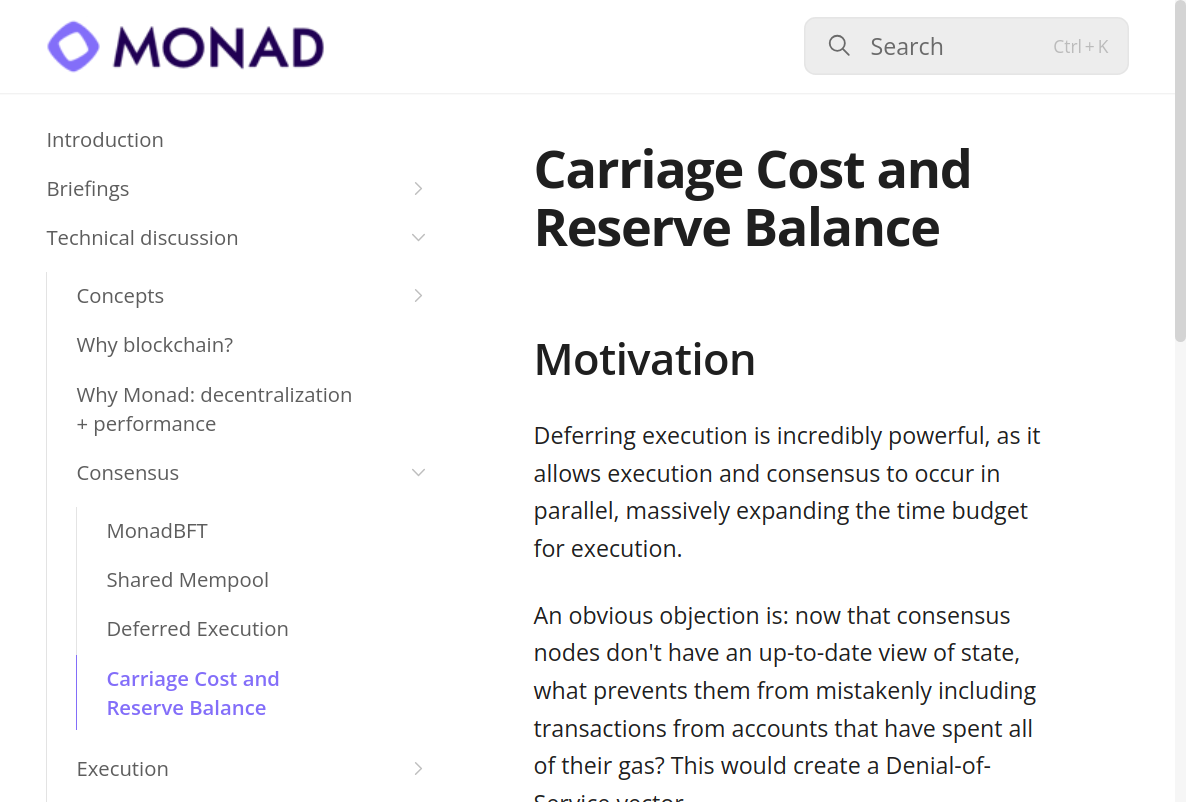 MONAD
Search
Ctrl + K
Introduction
Briefings
Technical discussion
Concepts
Why blockchain?
Why Monad: decentralization
+ performance
Consensus
MonadBFT
Shared Mempool
Deferred Execution
Carriage Cost and
Reserve Balance
Execution
Carriage Cost and
Reserve Balance
Motivation
Deferring execution is incredibly powerful, as it
allows execution and consensus to occur in
parallel, massively expanding the time budget
for execution.
An obvious objection is: now that consensus
nodes don't have an up-to-date view of state,
what prevents them from mistakenly including
transactions from accounts that have spent all
of their gas? This would create a Denial-of-
Service vector.